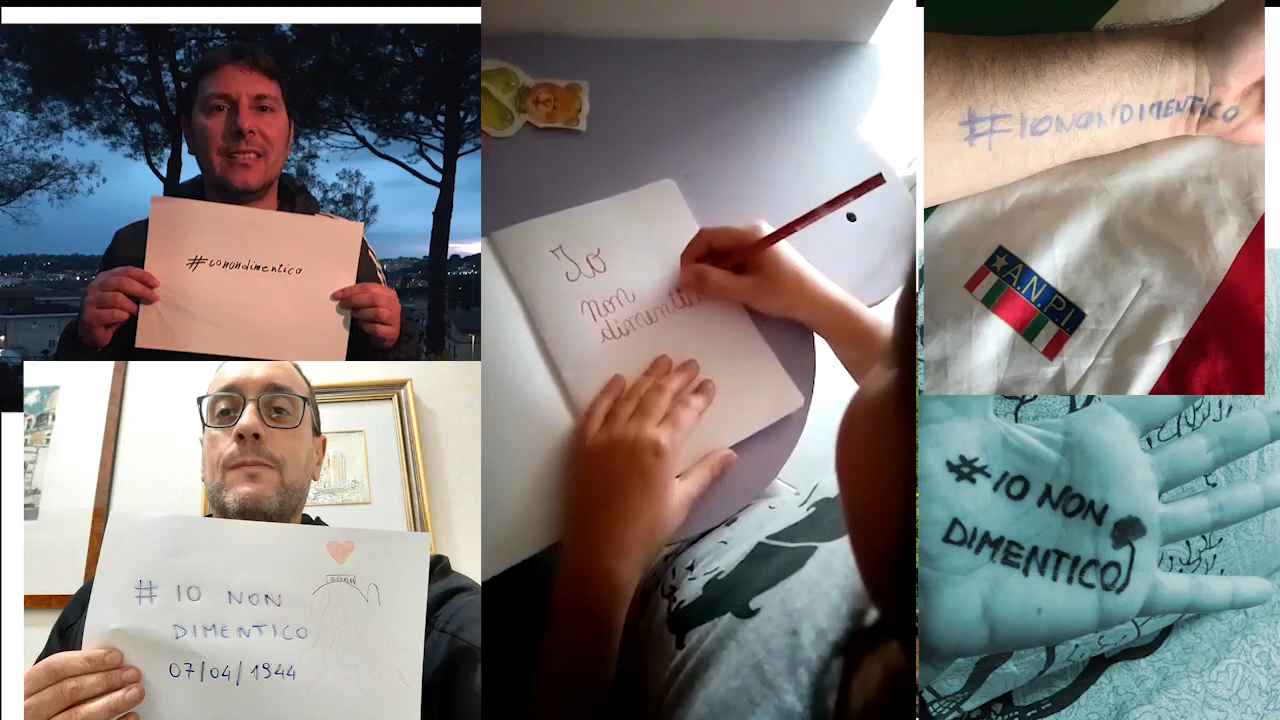 #ionondimentico
# IO NON
DIMENTICO
07/04/1944
Io
non
dimentic
#IONONDIMENTICO
A.N.P.I.
# IO NON
DIMENTICO